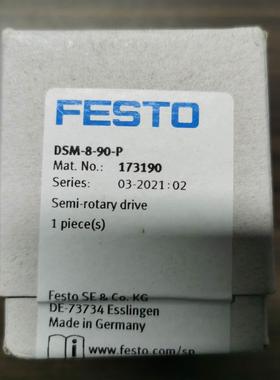 FESTO
DSM-8-90-P
Mat. No.: 173190
Series: 03-2021:02
Semi-rotary drive
1 piece(s)
Festo SE & Co. KG
DE-73734 Esslingen
Made in Germany
www.festo.com/sp